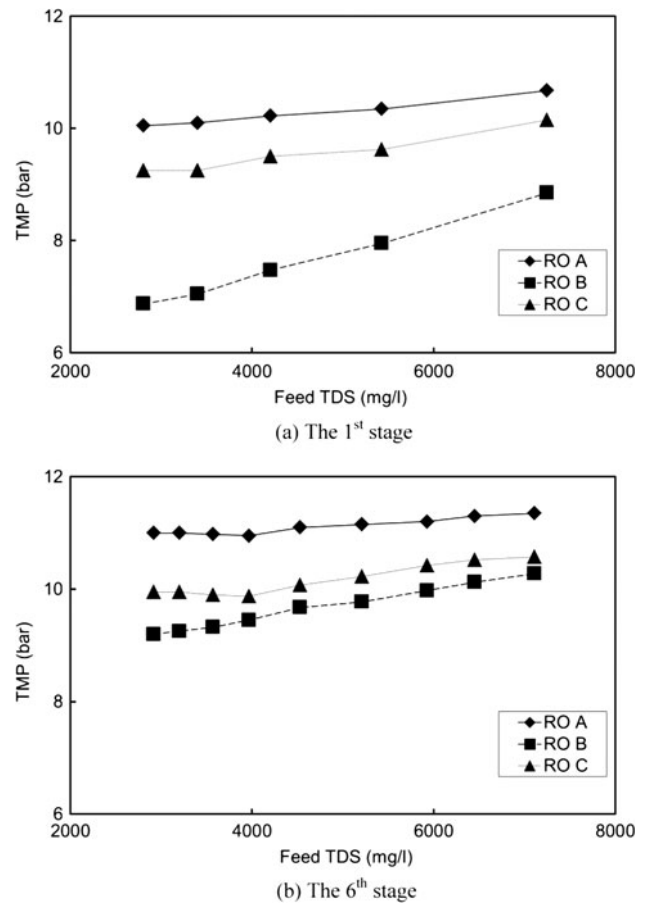 12
10
8
6
TMP (bar)
RO A
RO B
RO C
2000 4000 6000 8000
Feed TDS (mg/l)
(a) The 1st stage
12
10
8
6
TMP (bar)
RO A
RO B
RO C
2000 4000 6000 8000
Feed TDS (mg/l)
(b) The 6th stage